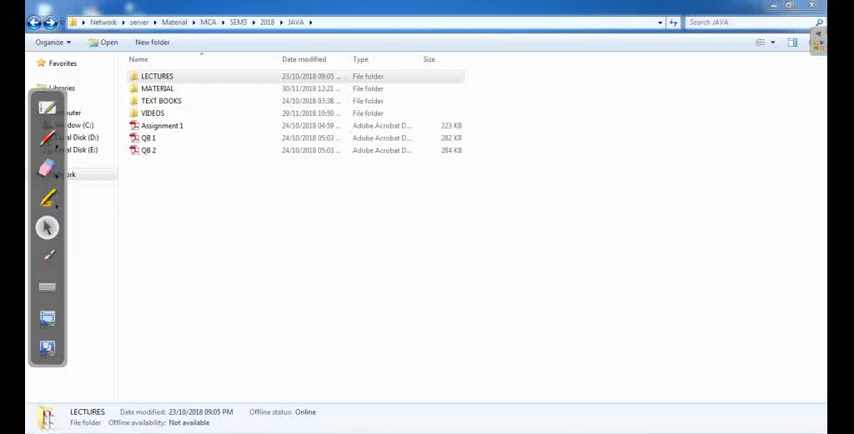 Network ▸ server ▸ Material ▸ MCA ▸ SEM3 ▸ 2018 ▸ JAVA ▸
Search JAVA
Organize Open New folder
Name Date modified Type Size
Favorites
LECTURES 23/10/2018 09:05 ... File folder
Libraries
MATERIAL 30/11/2018 12:21 ... File folder
TEXT BOOKS 24/10/2018 03:38 ... File folder
VIDEOS 29/11/2018 10:59 ... File folder
Assignment 1 24/10/2018 04:59 ... Adobe Acrobat D... 223 KB
(C:)
QB 1 24/10/2018 05:03 ... Adobe Acrobat D... 282 KB
Disk (D:)
QB 2 24/10/2018 05:03 ... Adobe Acrobat D... 284 KB
Disk (E:)
LECTURES Date modified: 23/10/2018 09:05 PM Offline status: Online
File folder Offline availability: Not available